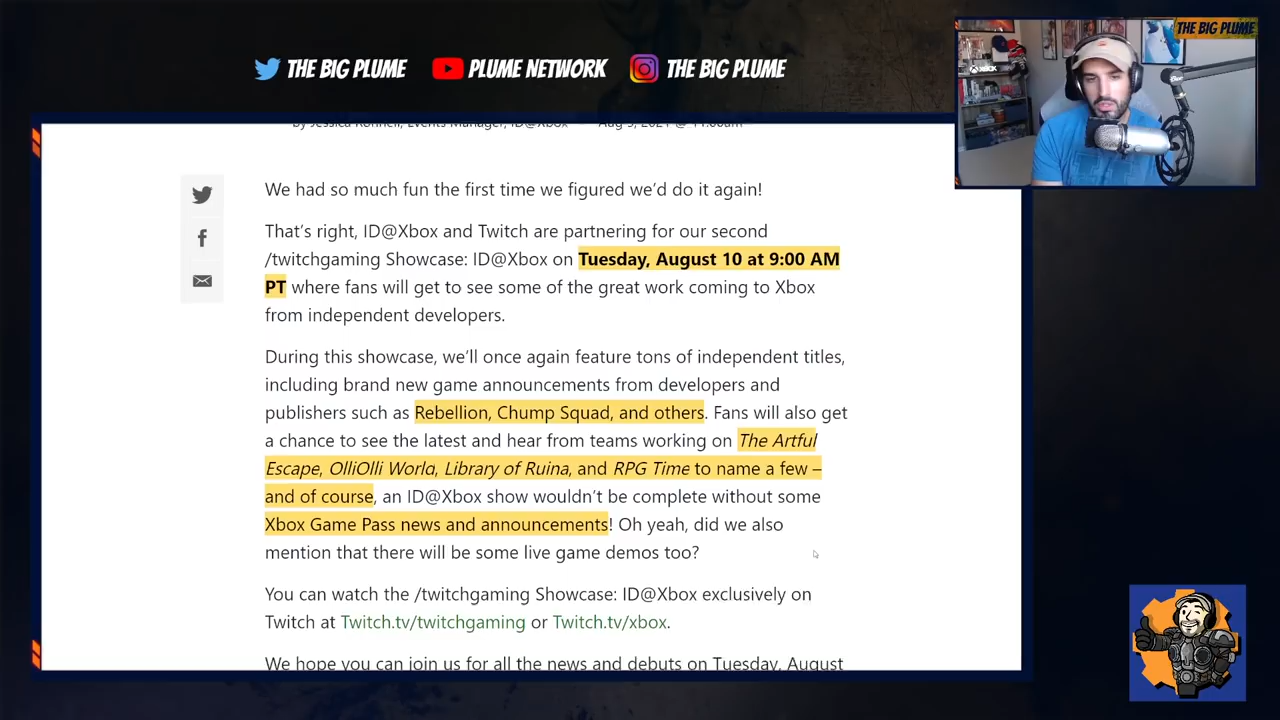 THE BIG PLUME
PLUME NETWORK
THE BIG PLUME
THE BIG PLUME
XBOX
by Jessica Events Manager, ID@Xbox
We had so much fun the first time we figured we’d do it again!
That’s right, ID@Xbox and Twitch are partnering for our second
/twitchgaming Showcase: ID@Xbox on Tuesday, August 10 at 9:00 AM
PT where fans will get to see some of the great work coming to Xbox
from independent developers.
During this showcase, we’ll once again feature tons of independent titles,
including brand new game announcements from developers and
publishers such as Rebellion, Chump Squad, and others. Fans will also get
a chance to see the latest and hear from teams working on The Artful
Escape, OlliOlli World, Library of Ruina, and RPG Time to name a few –
and of course, an ID@Xbox show wouldn’t be complete without some
Xbox Game Pass news and announcements! Oh yeah, did we also
mention that there will be some live game demos too?
You can watch the /twitchgaming Showcase: ID@Xbox exclusively on
Twitch at Twitch.tv/twitchgaming or Twitch.tv/xbox.
We hope you can join us for all the news and debuts on Tuesday, August